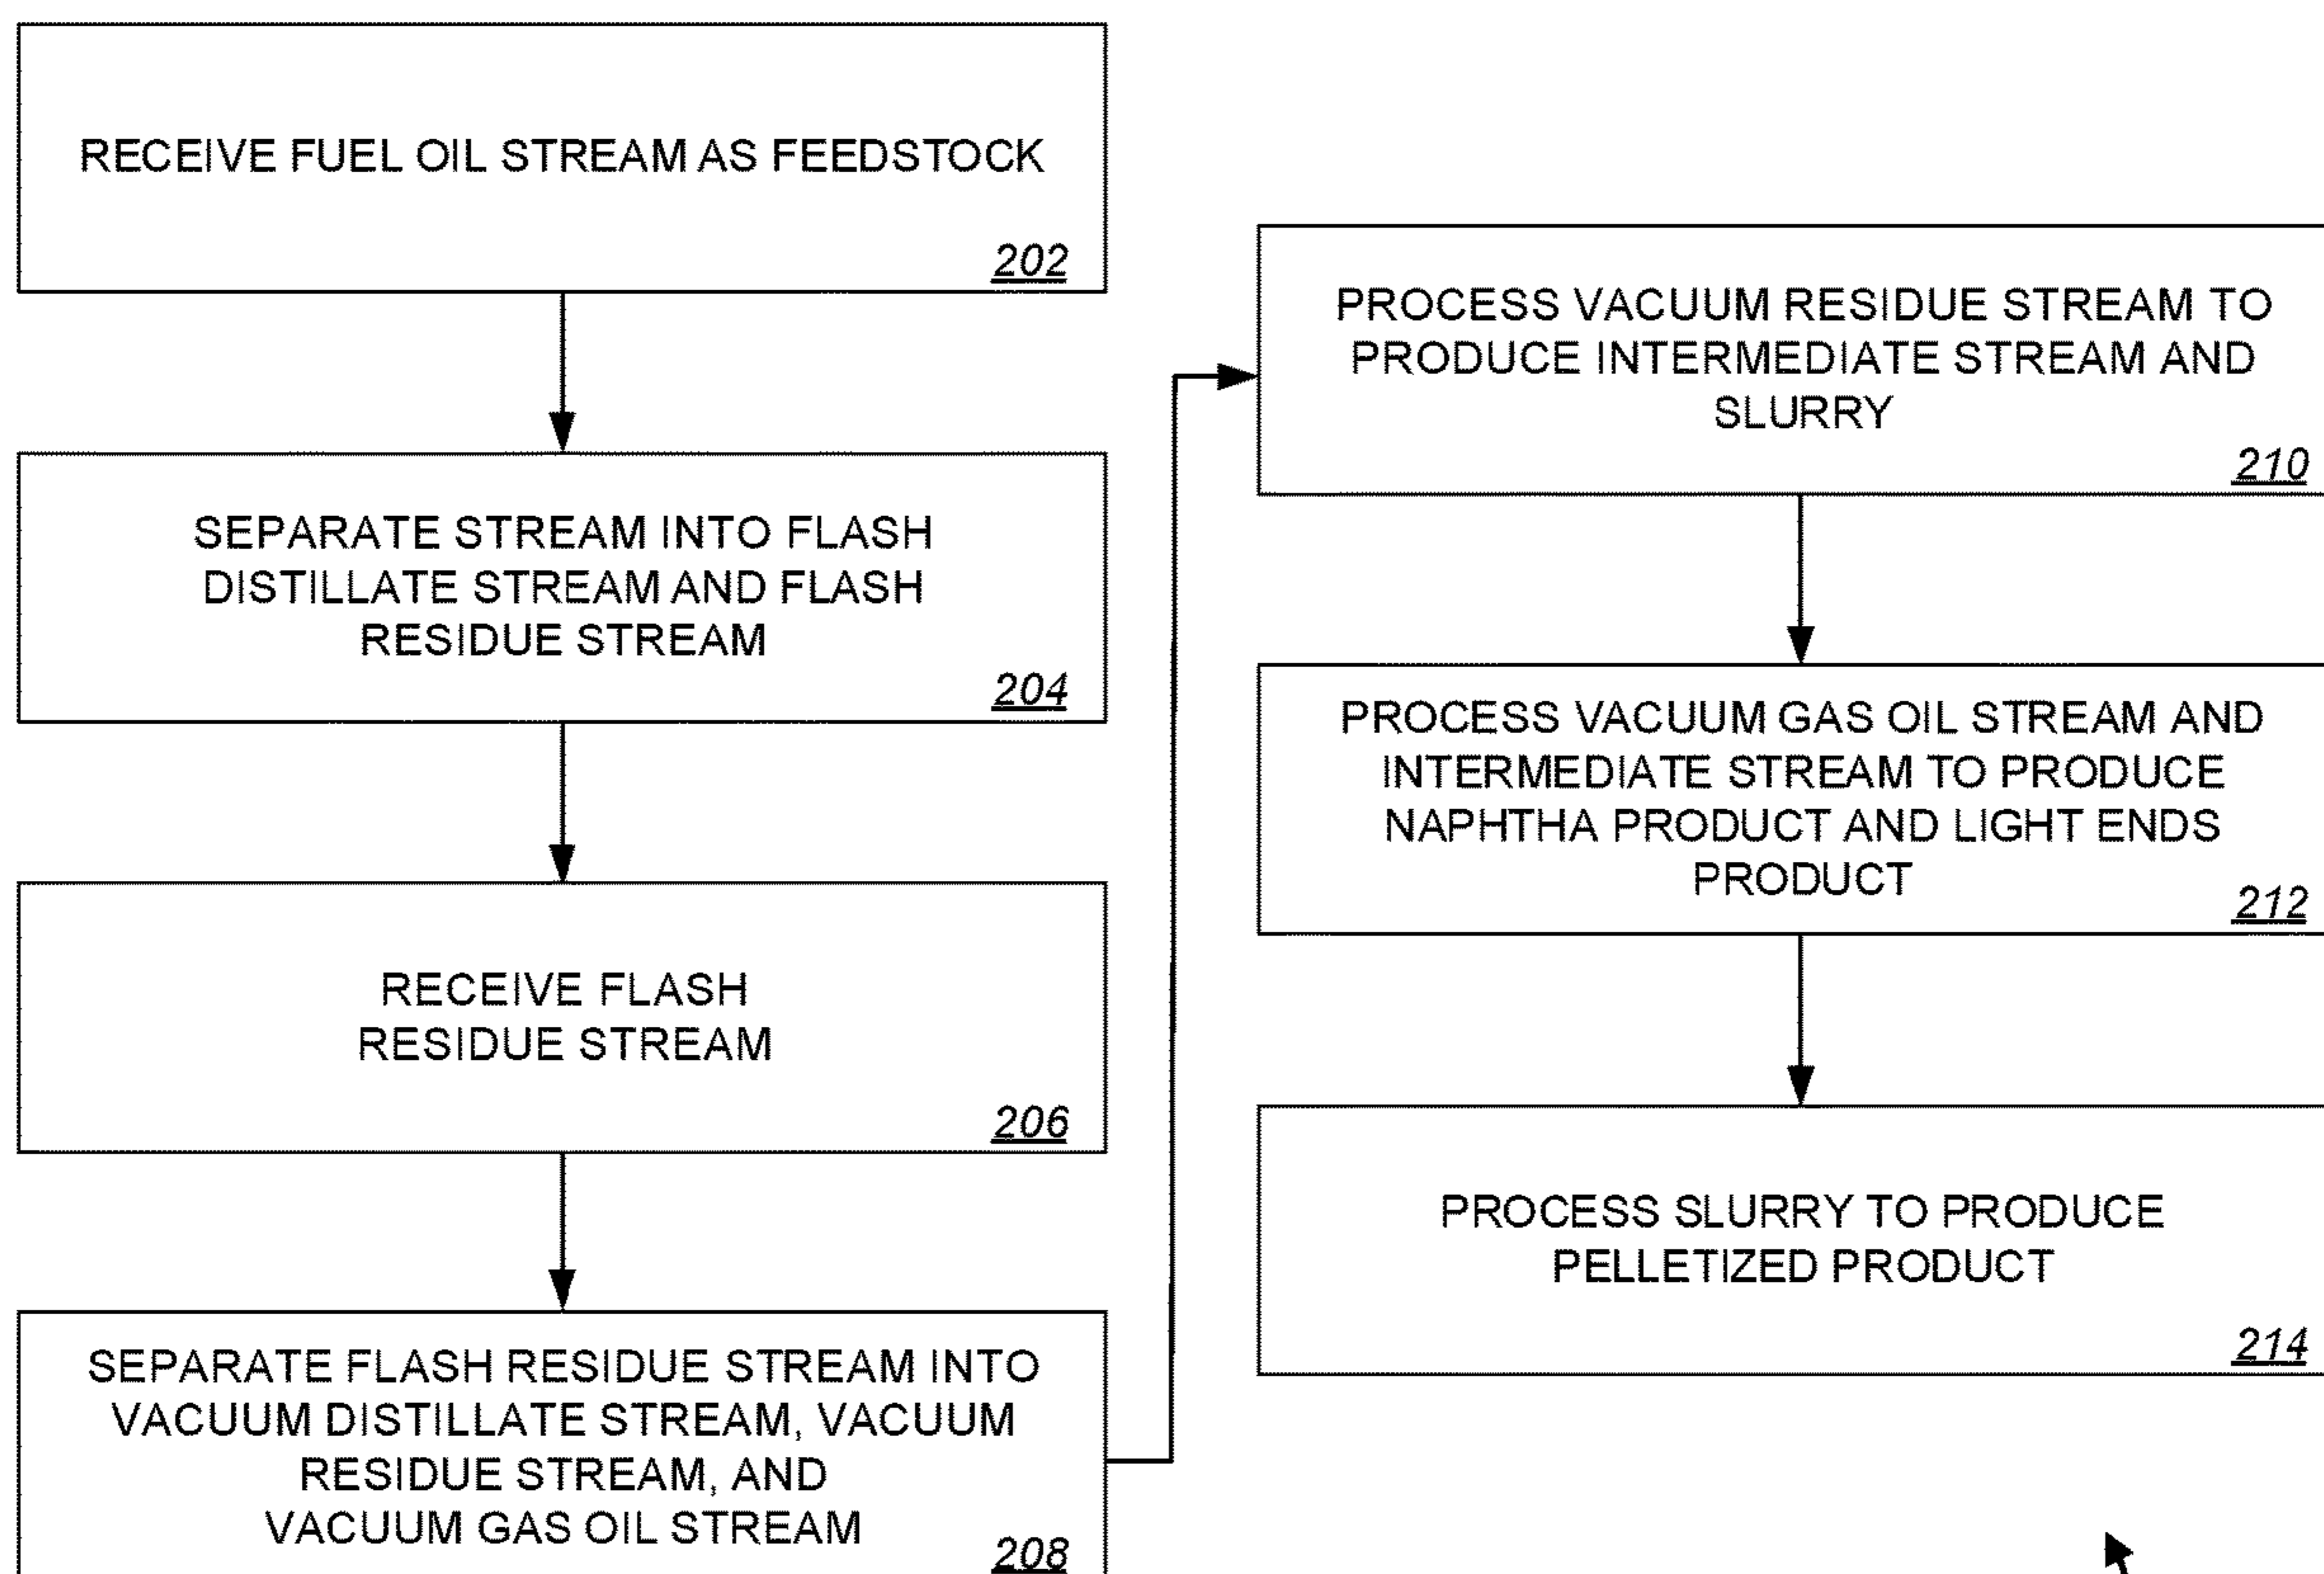 RECEIVE FUEL OIL STREAM AS FEEDSTOCK
202
SEPARATE STREAM INTO FLASH
DISTILLATE STREAM AND FLASH
RESIDUE STREAM
204
RECEIVE FLASH
RESIDUE STREAM
206
SEPARATE FLASH RESIDUE STREAM INTO
VACUUM DISTILLATE STREAM, VACUUM
RESIDUE STREAM, AND
VACUUM GAS OIL STREAM
208
PROCESS VACUUM RESIDUE STREAM TO
PRODUCE INTERMEDIATE STREAM AND
SLURRY
210
PROCESS VACUUM GAS OIL STREAM AND
INTERMEDIATE STREAM TO PRODUCE
NAPHTHA PRODUCT AND LIGHT ENDS
PRODUCT
212
PROCESS SLURRY TO PRODUCE
PELLETIZED PRODUCT
214